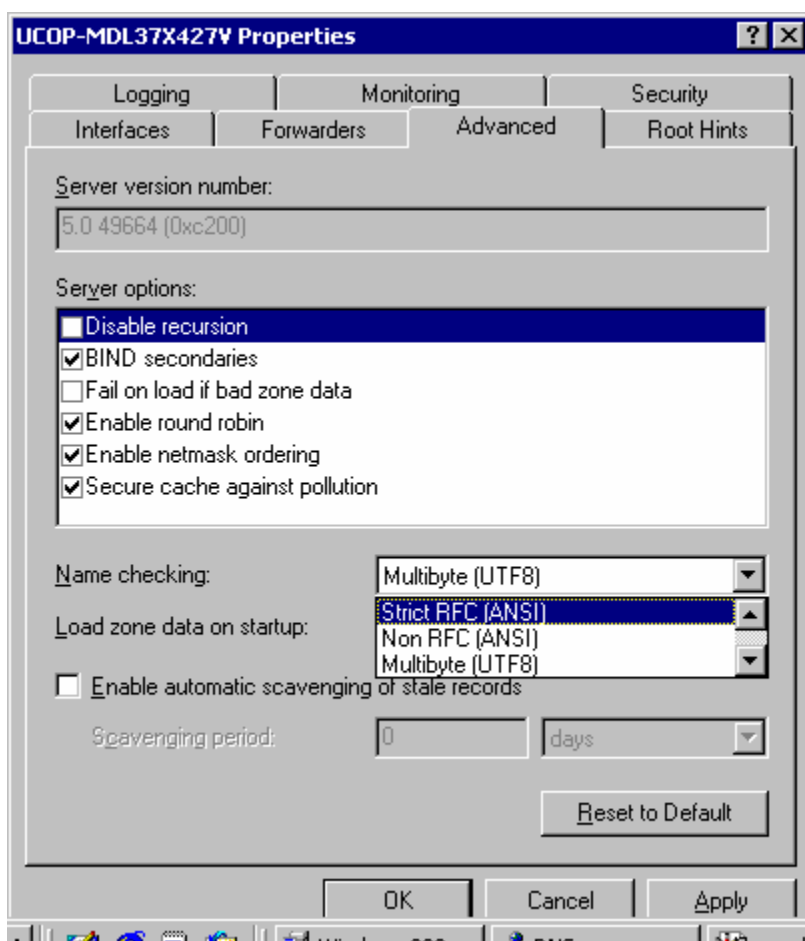 UCOP-MDL37X427V Properties
Logging Monitoring Security
Interfaces Forwarders Advanced Root Hints
Server version number:
5.0 49664 (0xc200)
Server options:
Disable recursion
BIND secondaries
Fail on load if bad zone data
Enable round robin
Enable netmask ordering
Secure cache against pollution
Name checking: Multibyte (UTF8)
Strict RFC (ANSI)
Load zone data on startup:
Non RFC (ANSI)
Multibyte (UTF8)
Enable automatic scavenging of stale records
Scavenging period: 0 days
Reset to Default
OK Cancel Apply